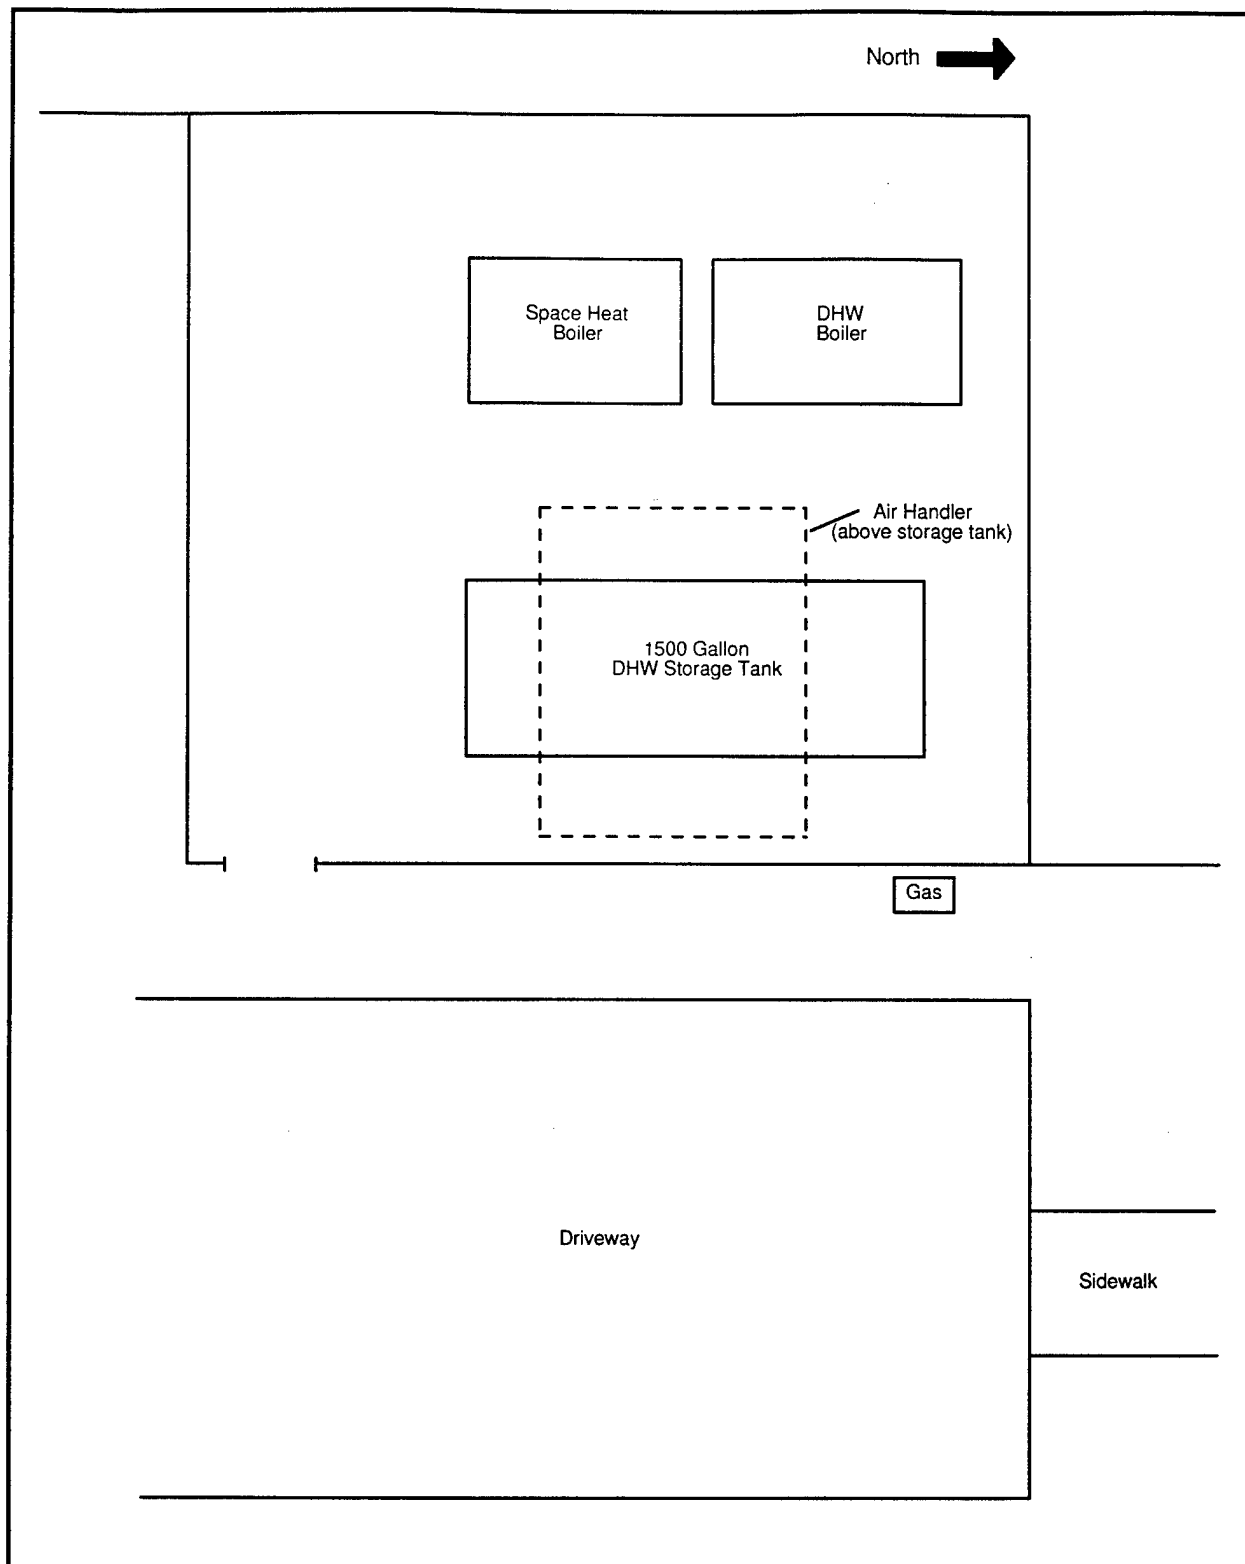 North
Space Heat
Boiler
DHW
Boiler
Air Handler
(above storage tank)
1500 Gallon
DHW Storage Tank
Gas
Driveway
Sidewalk